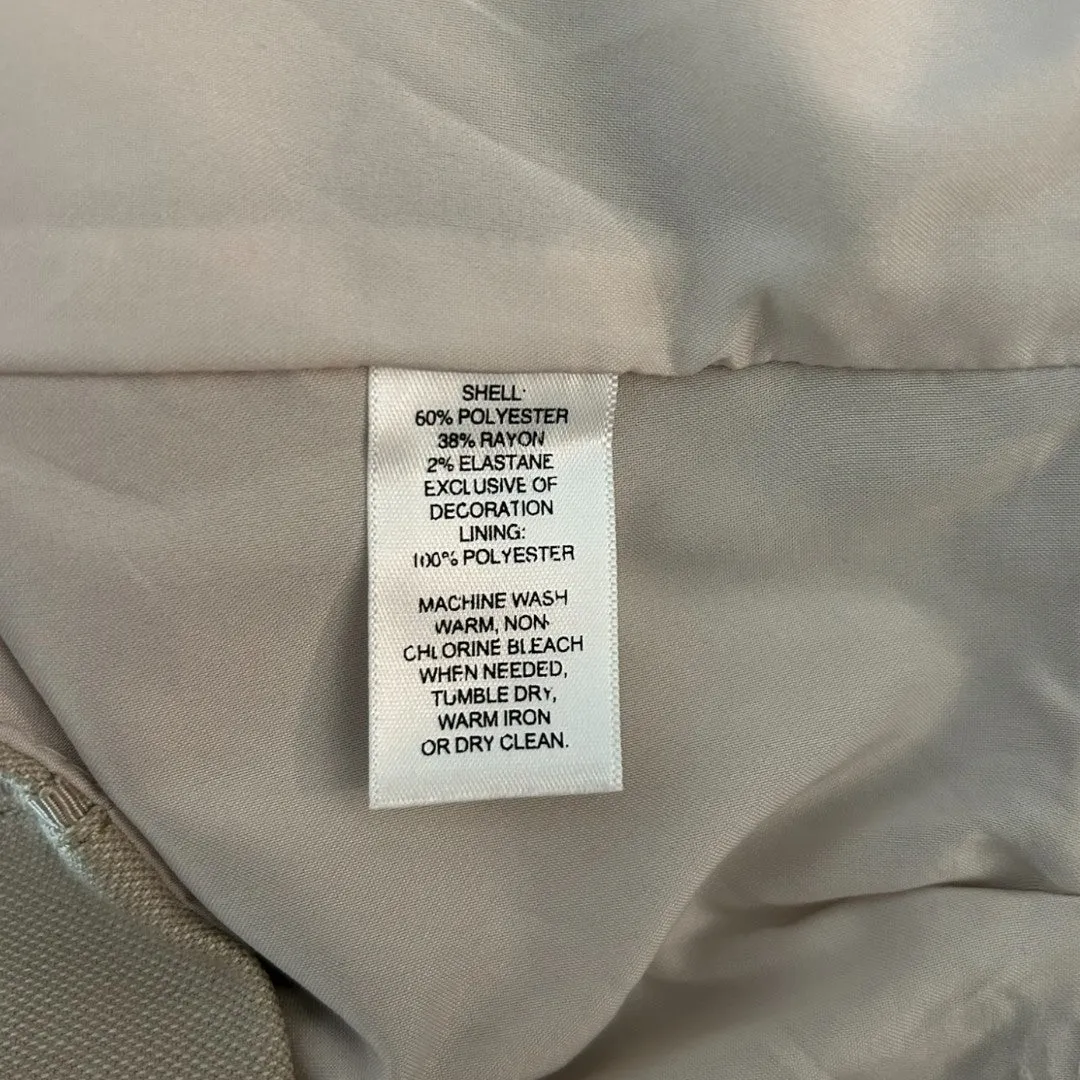 SHELL:
60% POLYESTER
38% RAYON
2% ELASTANE
EXCLUSIVE OF
DECORATION
LINING:
100% POLYESTER
MACHINE WASH
WARM, NON-
CHLORINE BLEACH
WHEN NEEDED,
TUMBLE DRY,
WARM IRON
OR DRY CLEAN.